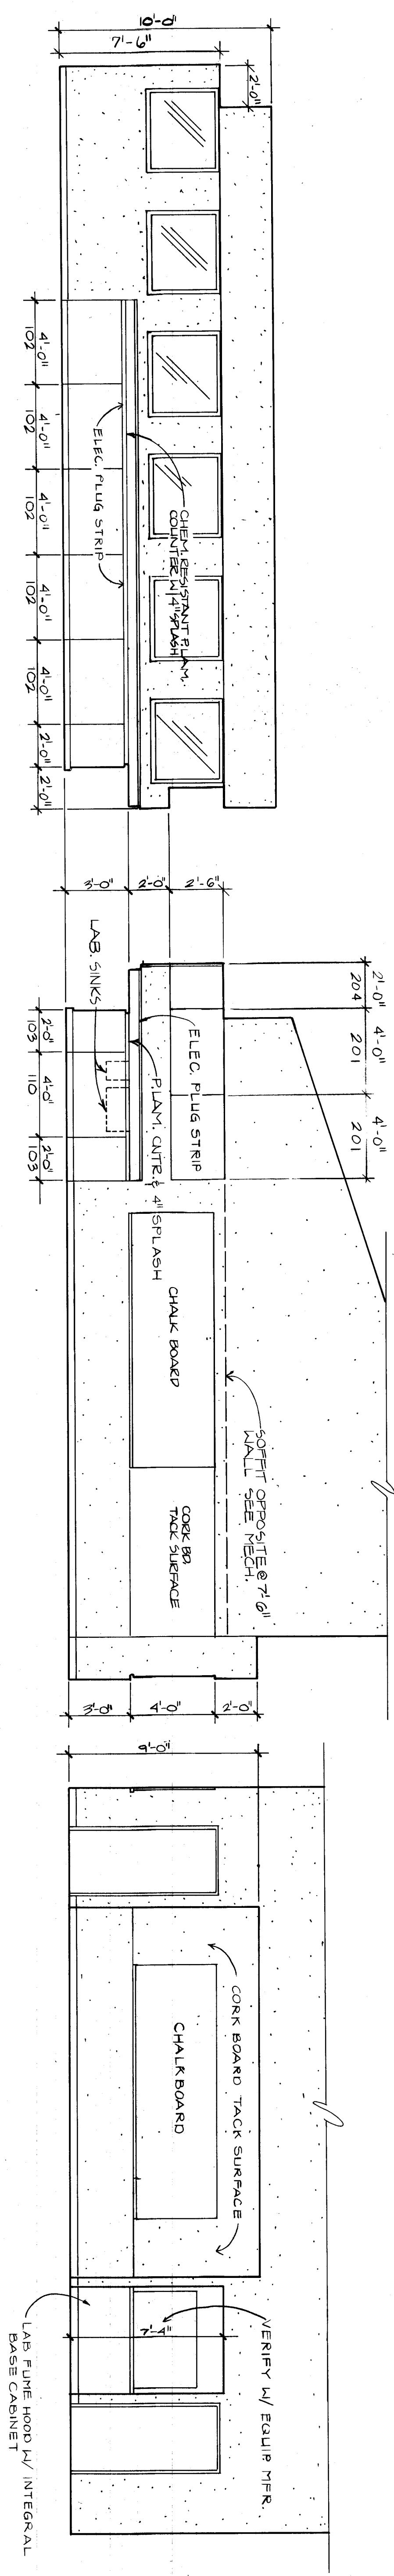 10'-0"
7'-6"
2'-0"
4'-0"
102
4'-0"
102
4'-0"
102
4'-0"
102
4'-0"
102
2'-0"
2'-0"
ELEC. PLUG STRIP
CHEM. RESISTANT P.LAM.
COUNTER W/ 4" SPLASH
3'-0"
2'-0"
2'-6"
2'-0"
204
4'-0"
201
4'-0"
201
LAB. SINKS
2'-0"
103
4'-0"
110
2'-0"
103
ELEC. PLUG STRIP
P.LAM. CNTR. & 4" SPLASH
CHALK BOARD
CORK BD.
TACK SURFACE
SOFFIT OPPOSITE @ 7'-6"
WALL SEE MECH.
3'-0"
4'-0"
2'-0"
9'-0"
CORK BOARD TACK SURFACE
CHALKBOARD
7'-4"
VERIFY W/ EQUIP MFR.
LAB FUME HOOD W/ INTEGRAL
BASE CABINET